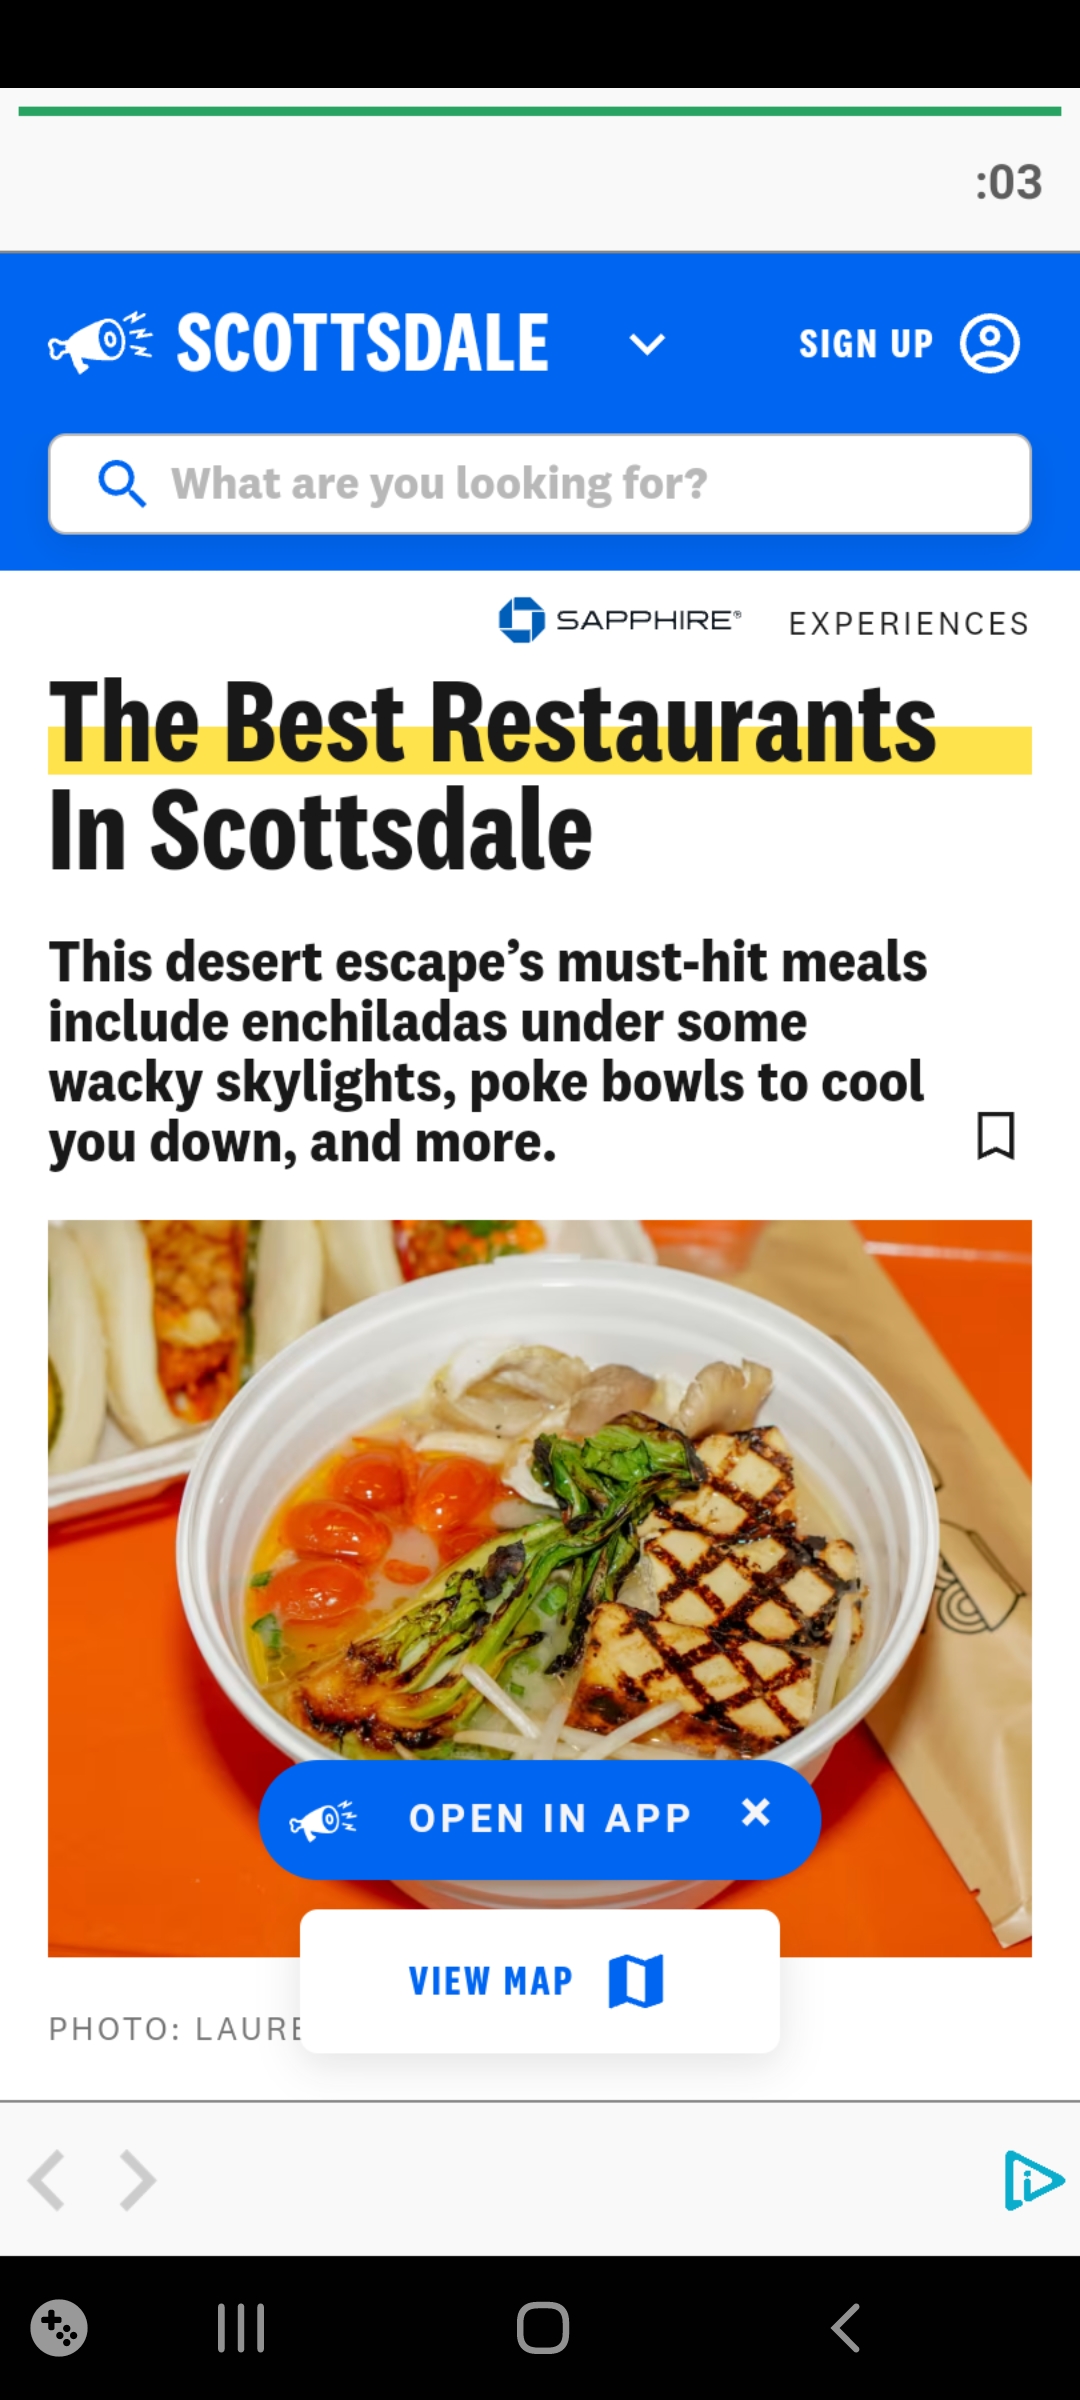 :03
SCOTTSDALE
SIGN UP
What are you looking for?
SAPPHIRE® EXPERIENCES
The Best Restaurants
In Scottsdale
This desert escape’s must-hit meals
include enchiladas under some
wacky skylights, poke bowls to cool
you down, and more.
OPEN IN APP
VIEW MAP
PHOTO: LAURE